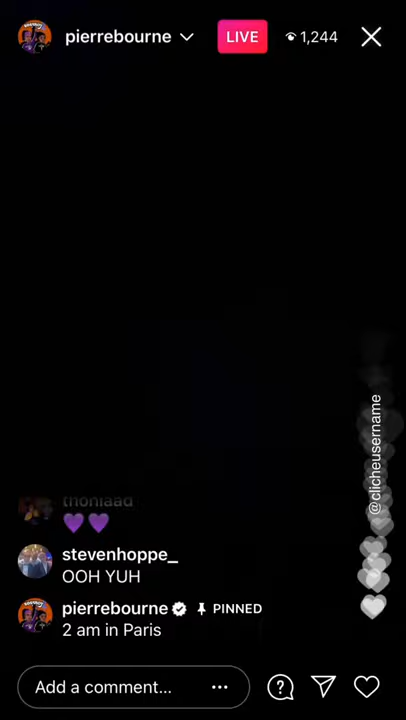 pierrebourne
LIVE
1,244
@clicheusername
thoniaad
💜💜
stevenhoppe_
OOH YUH
pierrebourne PINNED
2 am in Paris
Add a comment...